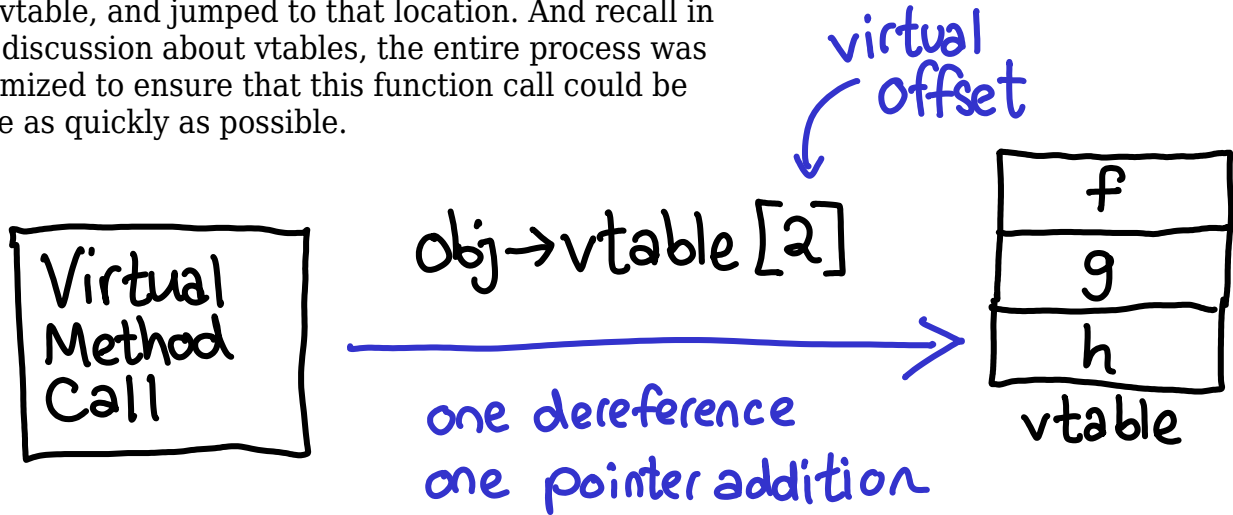 vtable, and jumped to that location. And recall in
discussion about vtables, the entire process was
mized to ensure that this function call could be
e as quickly as possible.
virtual
offset
obj→vtable [2]
Virtual
Method
Call
one dereference
one pointer addition
f
g
h
vtable